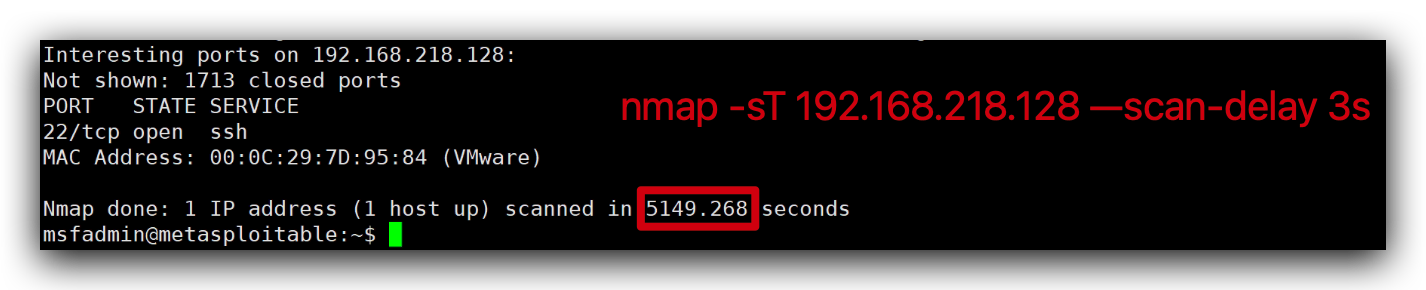 Interesting ports on 192.168.218.128:
Not shown: 1713 closed ports
PORT   STATE SERVICE
nmap -sT 192.168.218.128 —scan-delay 3s
22/tcp open  ssh
MAC Address: 00:0C:29:7D:95:84 (VMware)
Nmap done: 1 IP address (1 host up) scanned in 5149.268 seconds
msfadmin@metasploitable:~$